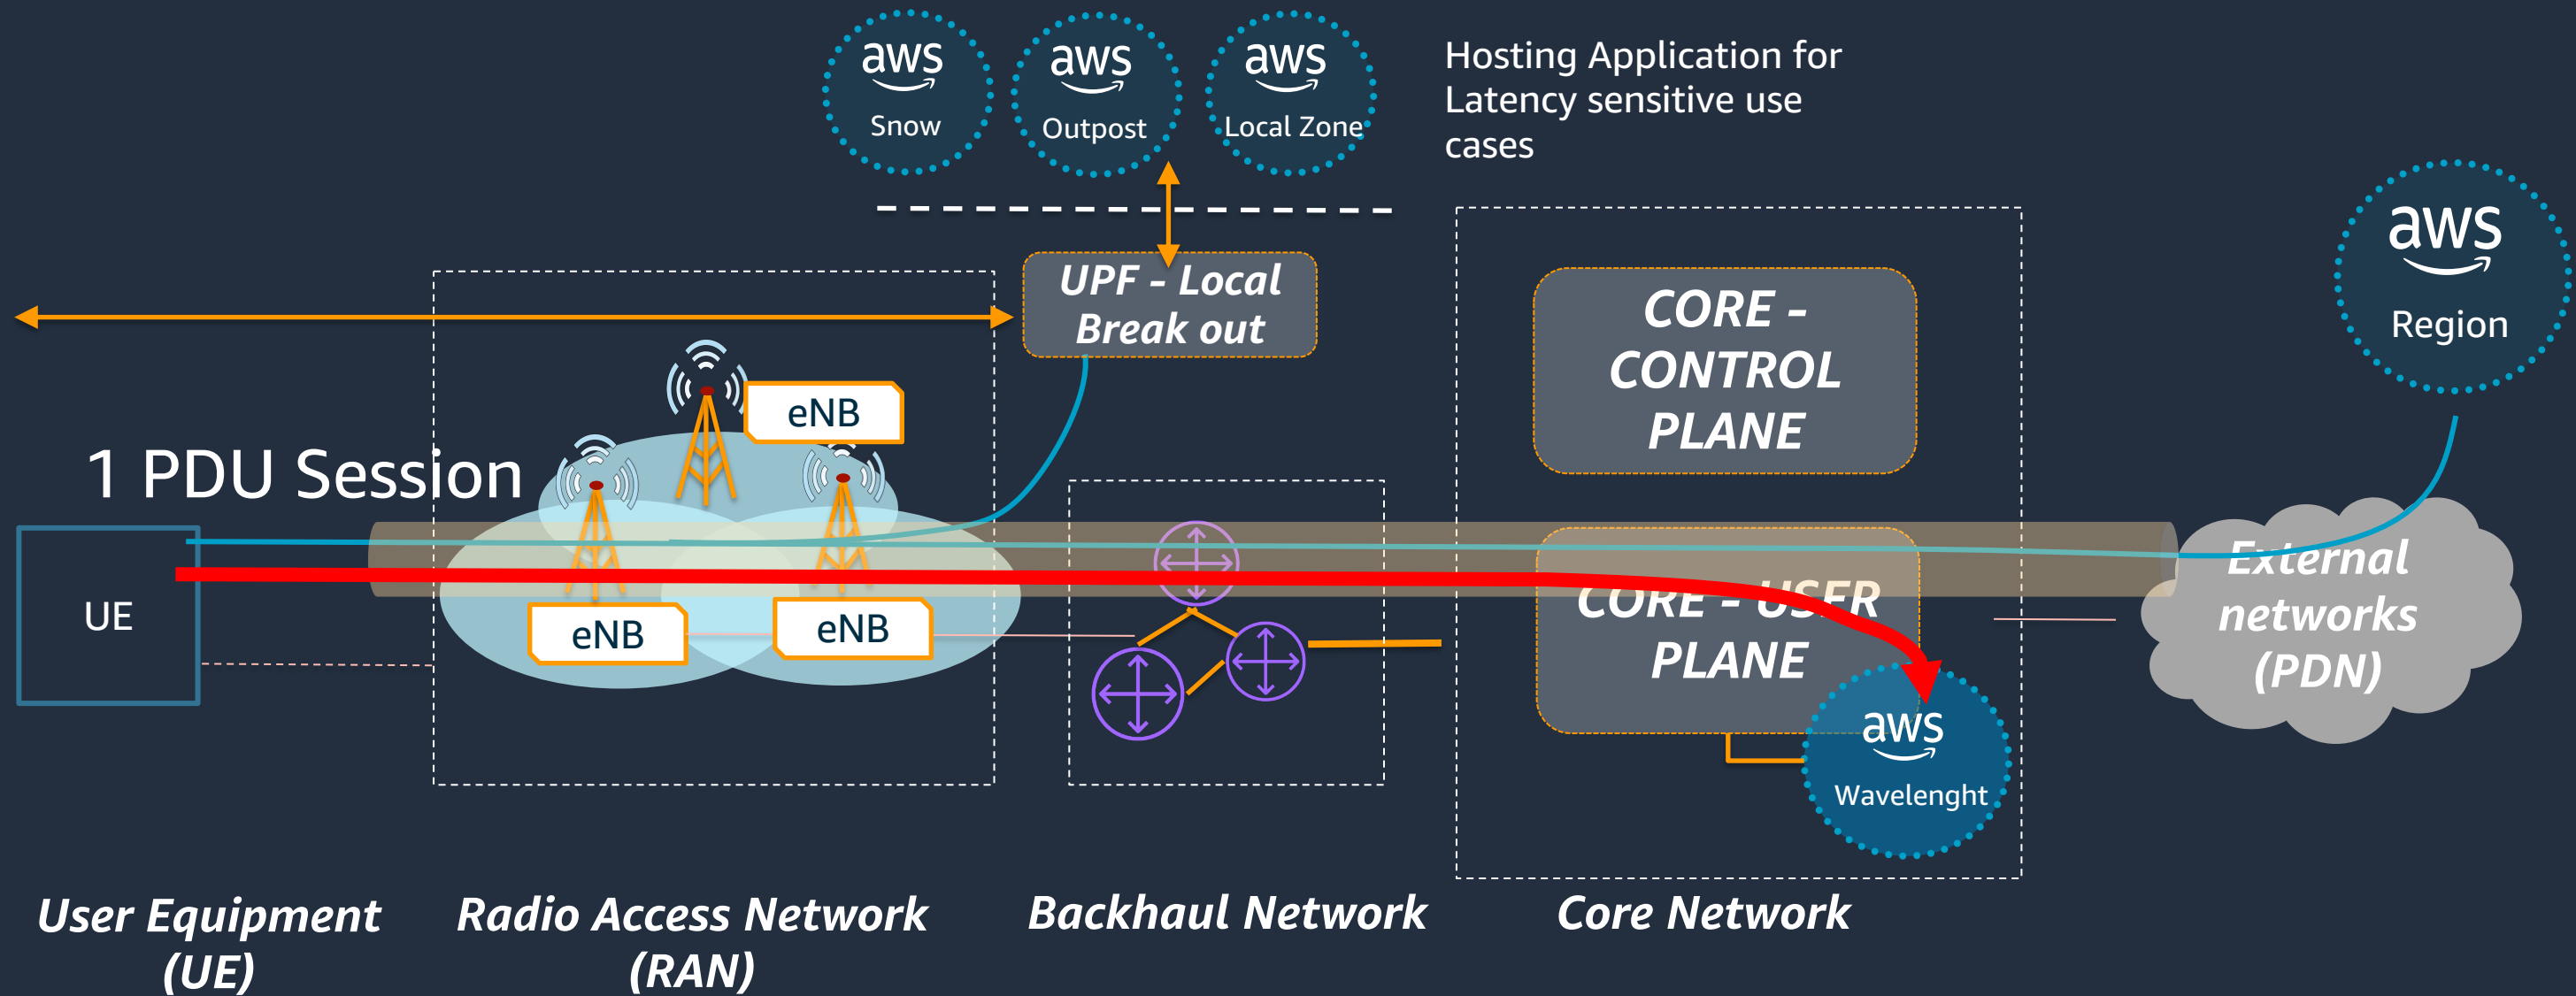 aws
Snow
aws
Outpost
aws
Local Zone
Hosting Application for
Latency sensitive use
cases
aws
Region
UPF - Local
Break out
CORE -
CONTROL
PLANE
eNB
1 PDU Session
UE
eNB
eNB
CORE - USER
PLANE
External
networks
(PDN)
aws
Wavelenght
User Equipment
(UE)
Radio Access Network
(RAN)
Backhaul Network
Core Network